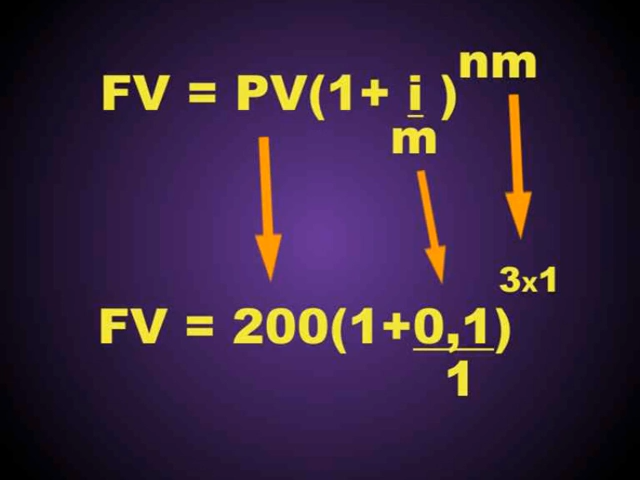 nm
FV = PV(1+ i )
m
3x1
FV = 200(1+0,1)
1